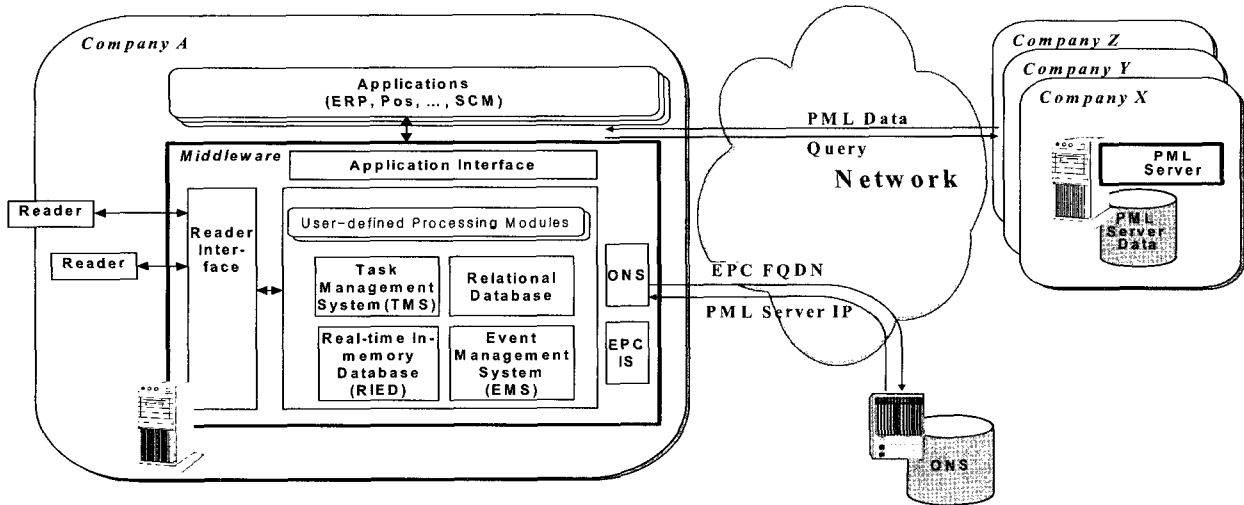 Company A
Applications
(ERP, Pos, ..., SCM)
Middleware
Application Interface
Reader
Reader
Reader
Inter-
face
User-defined Processing Modules
Task
Management
System(TMS)
Relational
Database
Real-time In-
memory
Database
(RIED)
Event
Management
System
(EMS)
ONS
EPC
IS
PML Data
Query
Network
EPC FQDN
PML Server IP
ONS
Company Z
Company Y
Company X
PML
Server
PML
Server
Data